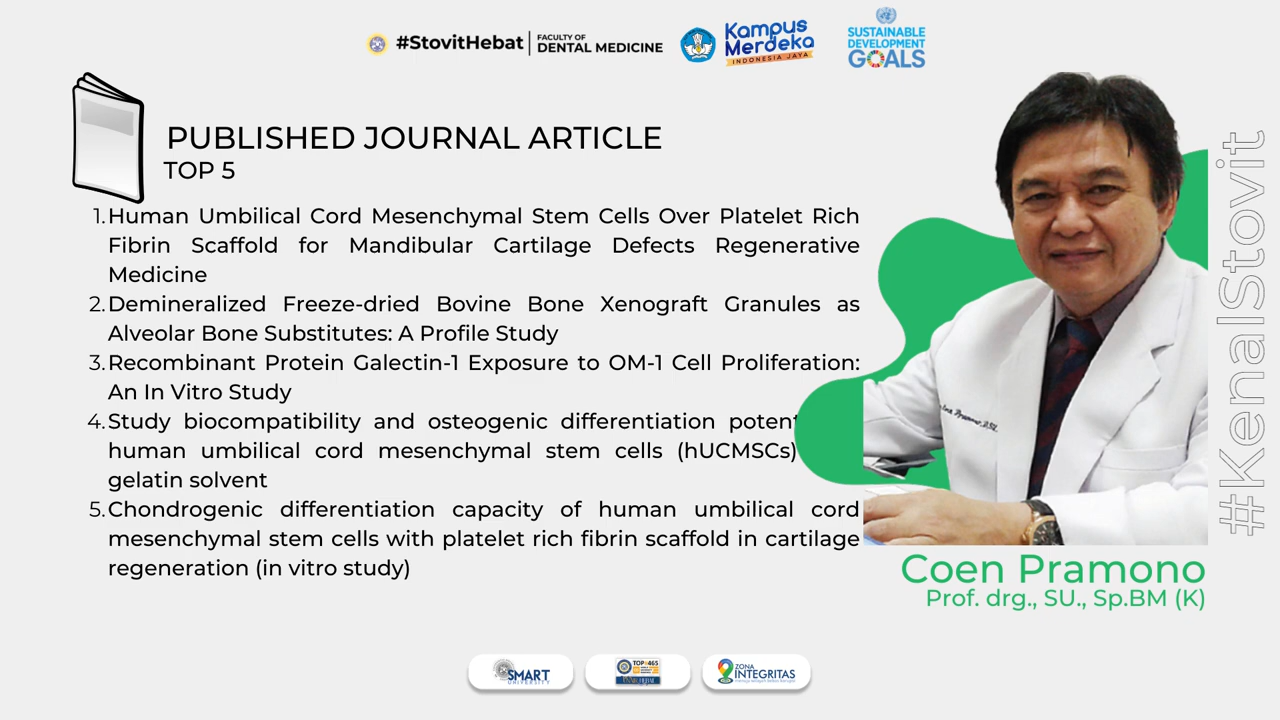 #StovitHebat
FACULTY OF
DENTAL MEDICINE
Kampus
Merdeka
INDONESIA JAYA
SUSTAINABLE
DEVELOPMENT
GOALS
PUBLISHED JOURNAL ARTICLE
TOP 5
1. Human Umbilical Cord Mesenchymal Stem Cells Over Platelet Rich
Fibrin Scaffold for Mandibular Cartilage Defects Regenerative
Medicine
2. Demineralized Freeze-dried Bovine Bone Xenograft Granules as
Alveolar Bone Substitutes: A Profile Study
3. Recombinant Protein Galectin-1 Exposure to OM-1 Cell Proliferation:
An In Vitro Study
4. Study biocompatibility and osteogenic differentiation
human umbilical cord mesenchymal stem cells (hUCMSCs)
gelatin solvent
5. Chondrogenic differentiation capacity of human umbilical cord
mesenchymal stem cells with platelet rich fibrin scaffold in cartilage
regeneration (in vitro study)
#KenalStovit
Coen Pramono
Prof. drg., SU., Sp.BM (K)
SMART
UNIVERSITY
TOP 465
ZONA
INTEGRITAS